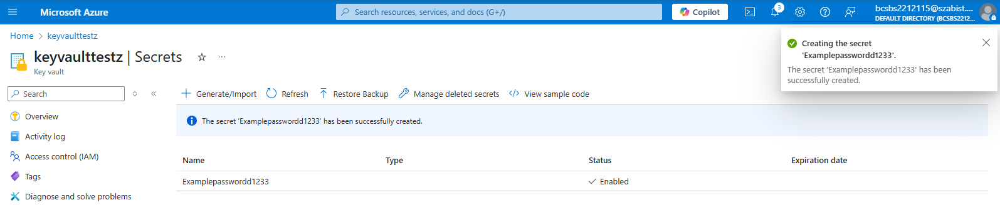 Microsoft Azure
Search resources, services, and docs (G+/)
Copilot
3
bcsbs2212115@szabist....
DEFAULT DIRECTORY (BCSBS2212...
Home > keyvaulttestz
keyvaulttestz | Secrets
Key vault
Creating the secret
'Examplepasswordd1233'.
The secret 'Examplepasswordd1233' has been
successfully created.
Search
Generate/Import
Refresh
Restore Backup
Manage deleted secrets
View sample code
Overview
Activity log
Access control (IAM)
Tags
Diagnose and solve problems
The secret 'Examplepasswordd1233' has been successfully created.
Name Type Status Expiration date
Examplepasswordd1233 Enabled